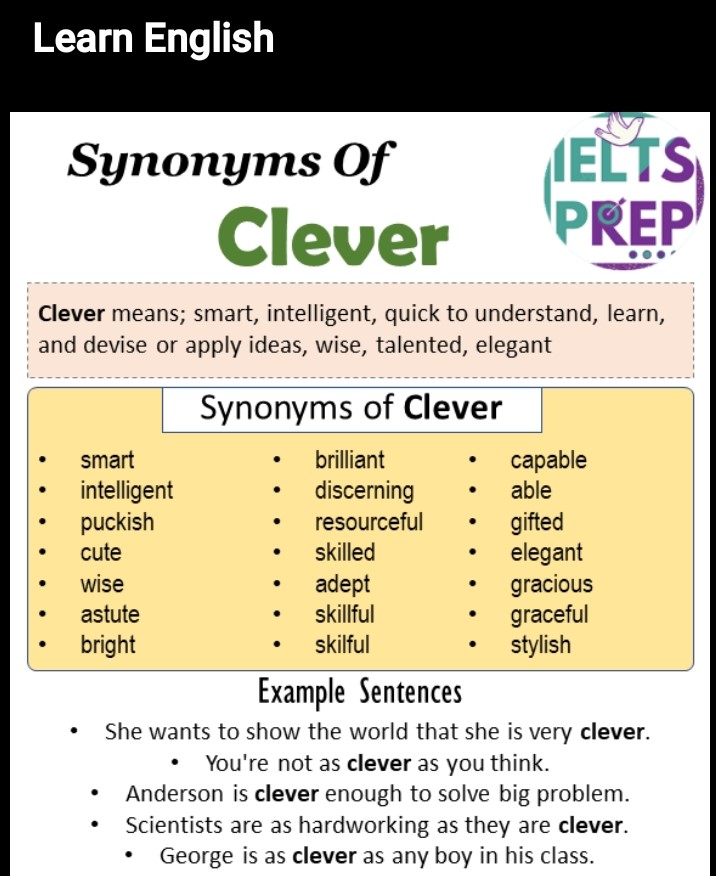 Learn English
Synonyms Of
Clever
IELTS
PREP
Clever means; smart, intelligent, quick to understand, learn,
and devise or apply ideas, wise, talented, elegant
Synonyms of Clever
• smart
• intelligent
• puckish
• cute
• wise
• astute
• bright
• brilliant
• discerning
• resourceful
• skilled
• adept
• skillful
• skilful
• capable
• able
• gifted
• elegant
• gracious
• graceful
• stylish
Example Sentences
• She wants to show the world that she is very clever.
• You're not as clever as you think.
• Anderson is clever enough to solve big problem.
• Scientists are as hardworking as they are clever.
• George is as clever as any boy in his class.